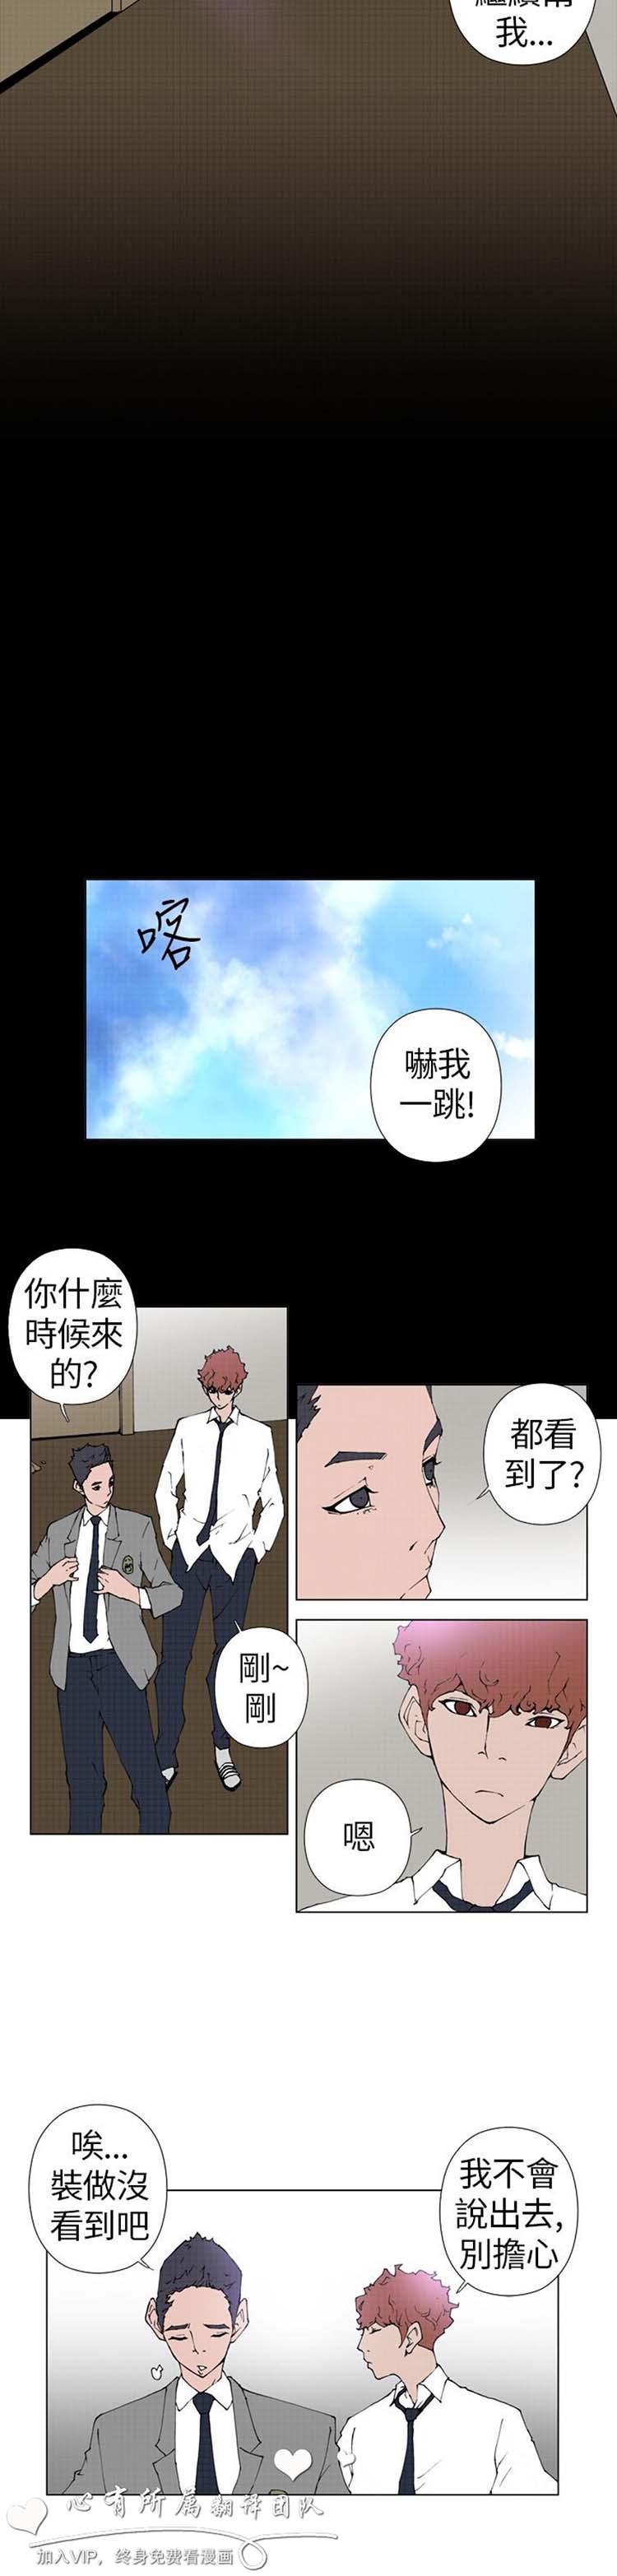 我...
喀
嚇我
一跳!
你什麼
時候來
的?
都看
到了?
剛~
剛
嗯
唉...
裝做沒
看到吧
我不會
說出去,
別擔心
心有所属翻译团队
加入VIP，终身免费看漫画